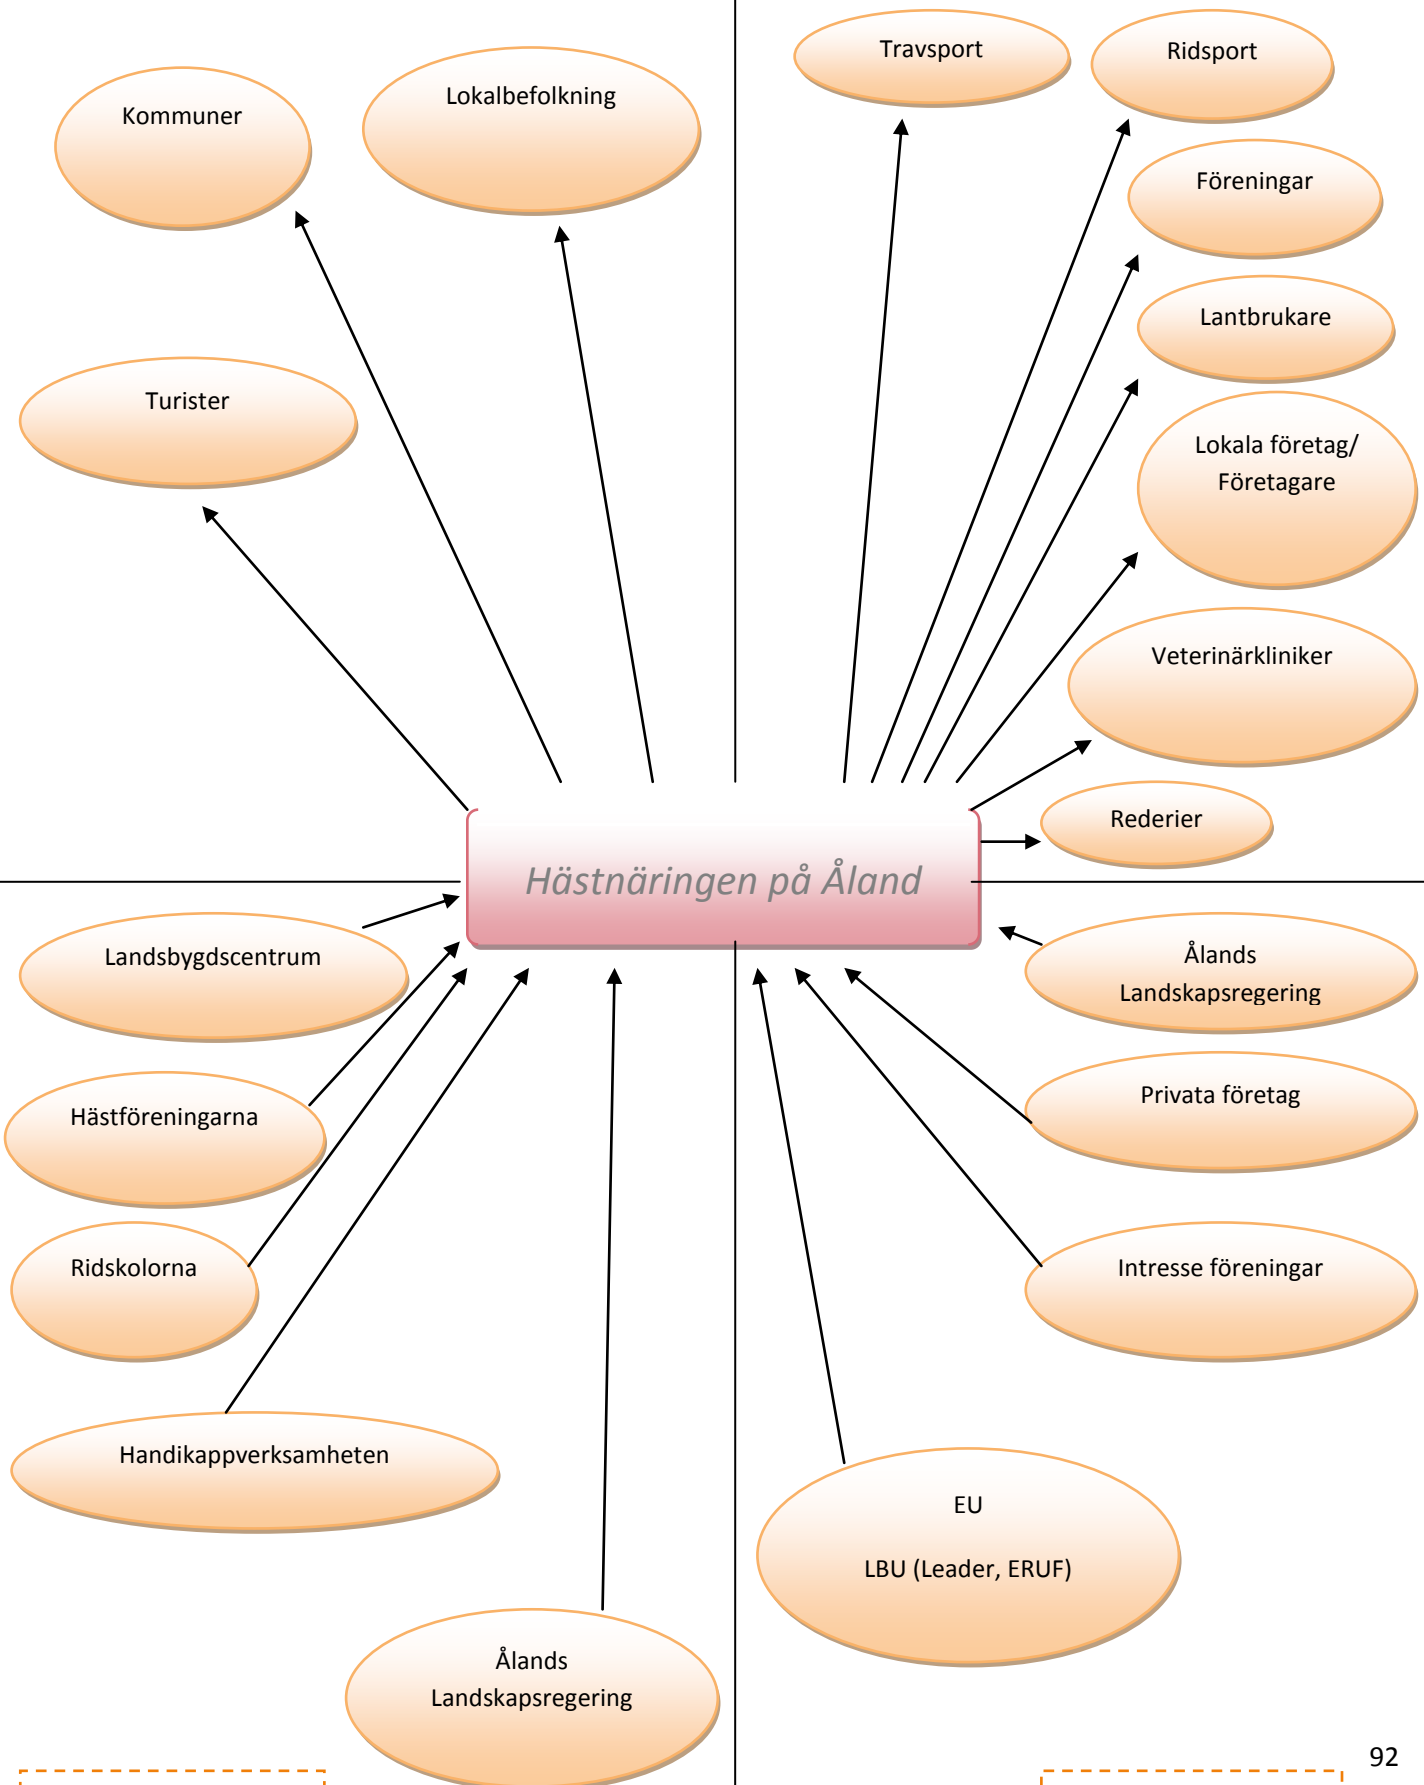 Travsport
Ridsport
Kommuner
Lokalbefolkning
Föreningar
Lantbrukare
Turister
Lokala företag/
Företagare
Veterinärkliniker
Rederier
Hästnäringen på Åland
Landsbygdscentrum
Ålands
Landskapsregering
Hästföreningarna
Privata företag
Ridskolorna
Intresse föreningar
Handikappverksamheten
EU
LBU (Leader, ERUF)
Ålands
Landskapsregering
92